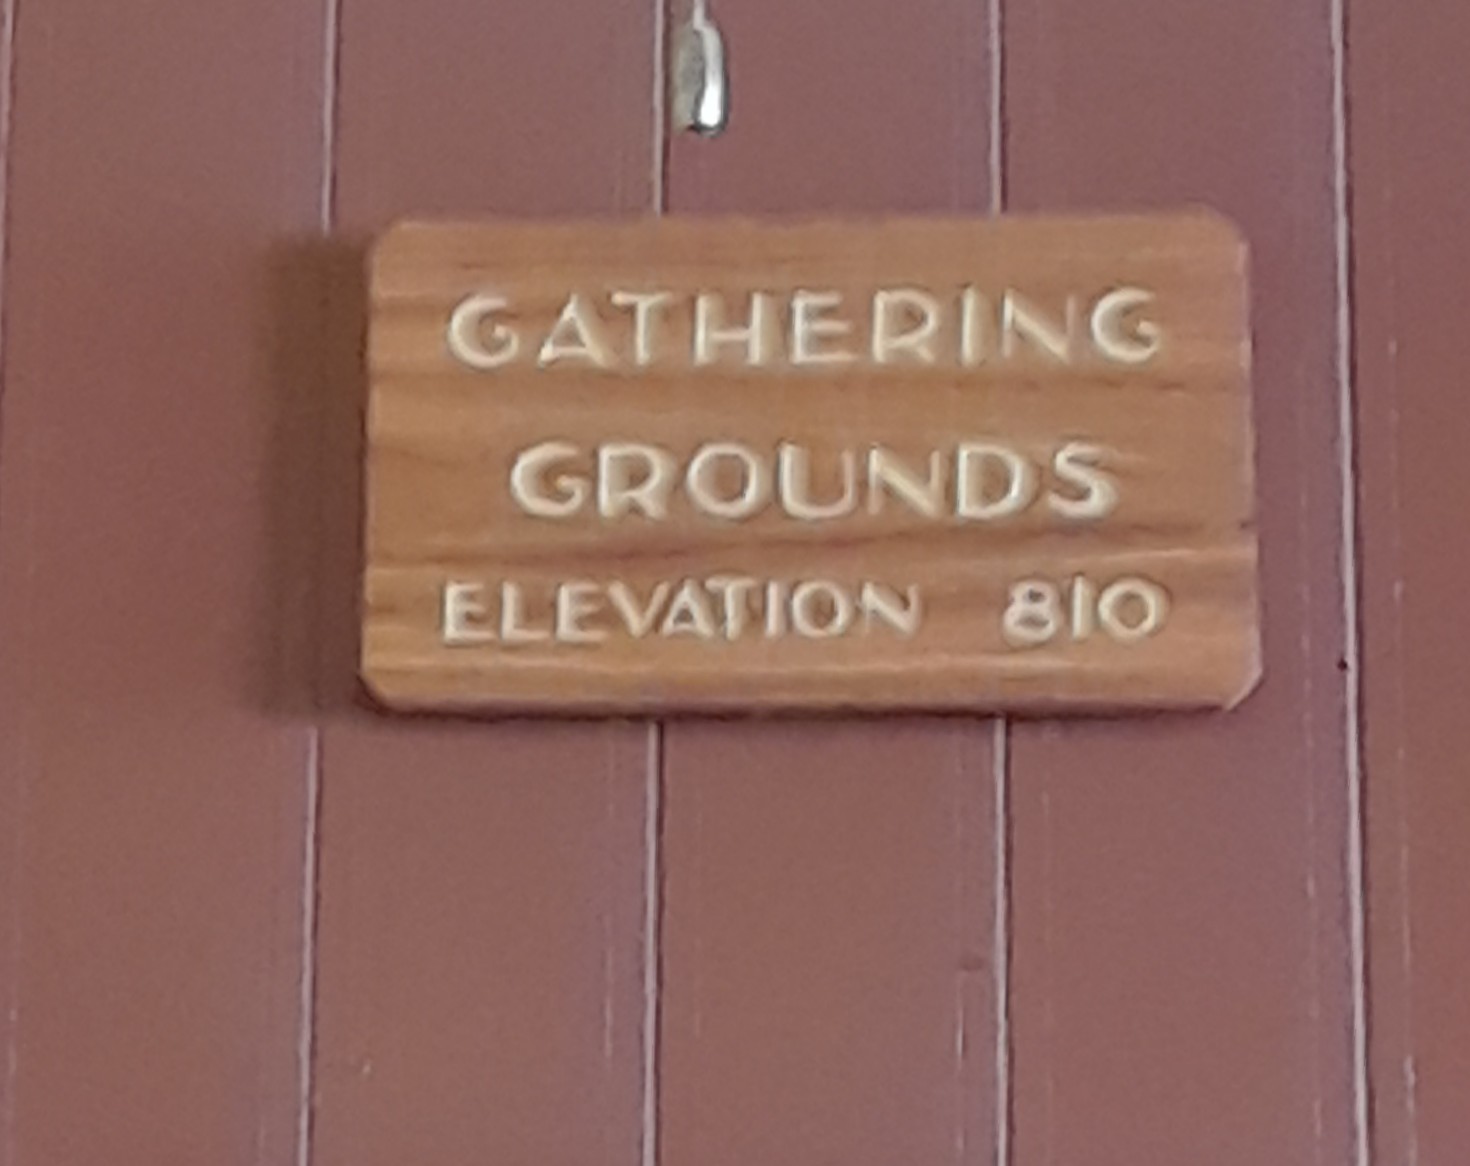 GATHERING
GROUNDS
ELEVATION 810